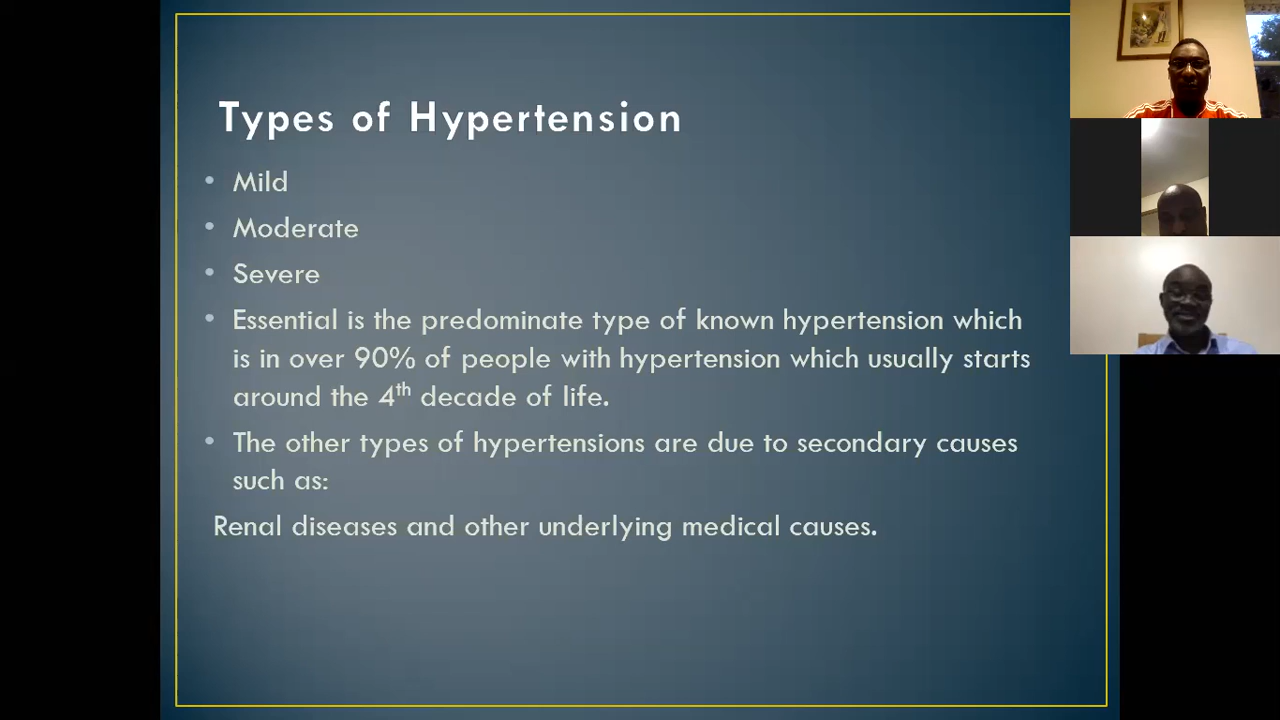 Types of Hypertension
• Mild
• Moderate
• Severe
• Essential is the predominate type of known hypertension which
is in over 90% of people with hypertension which usually starts
around the 4th decade of life.
• The other types of hypertensions are due to secondary causes
such as:
Renal diseases and other underlying medical causes.